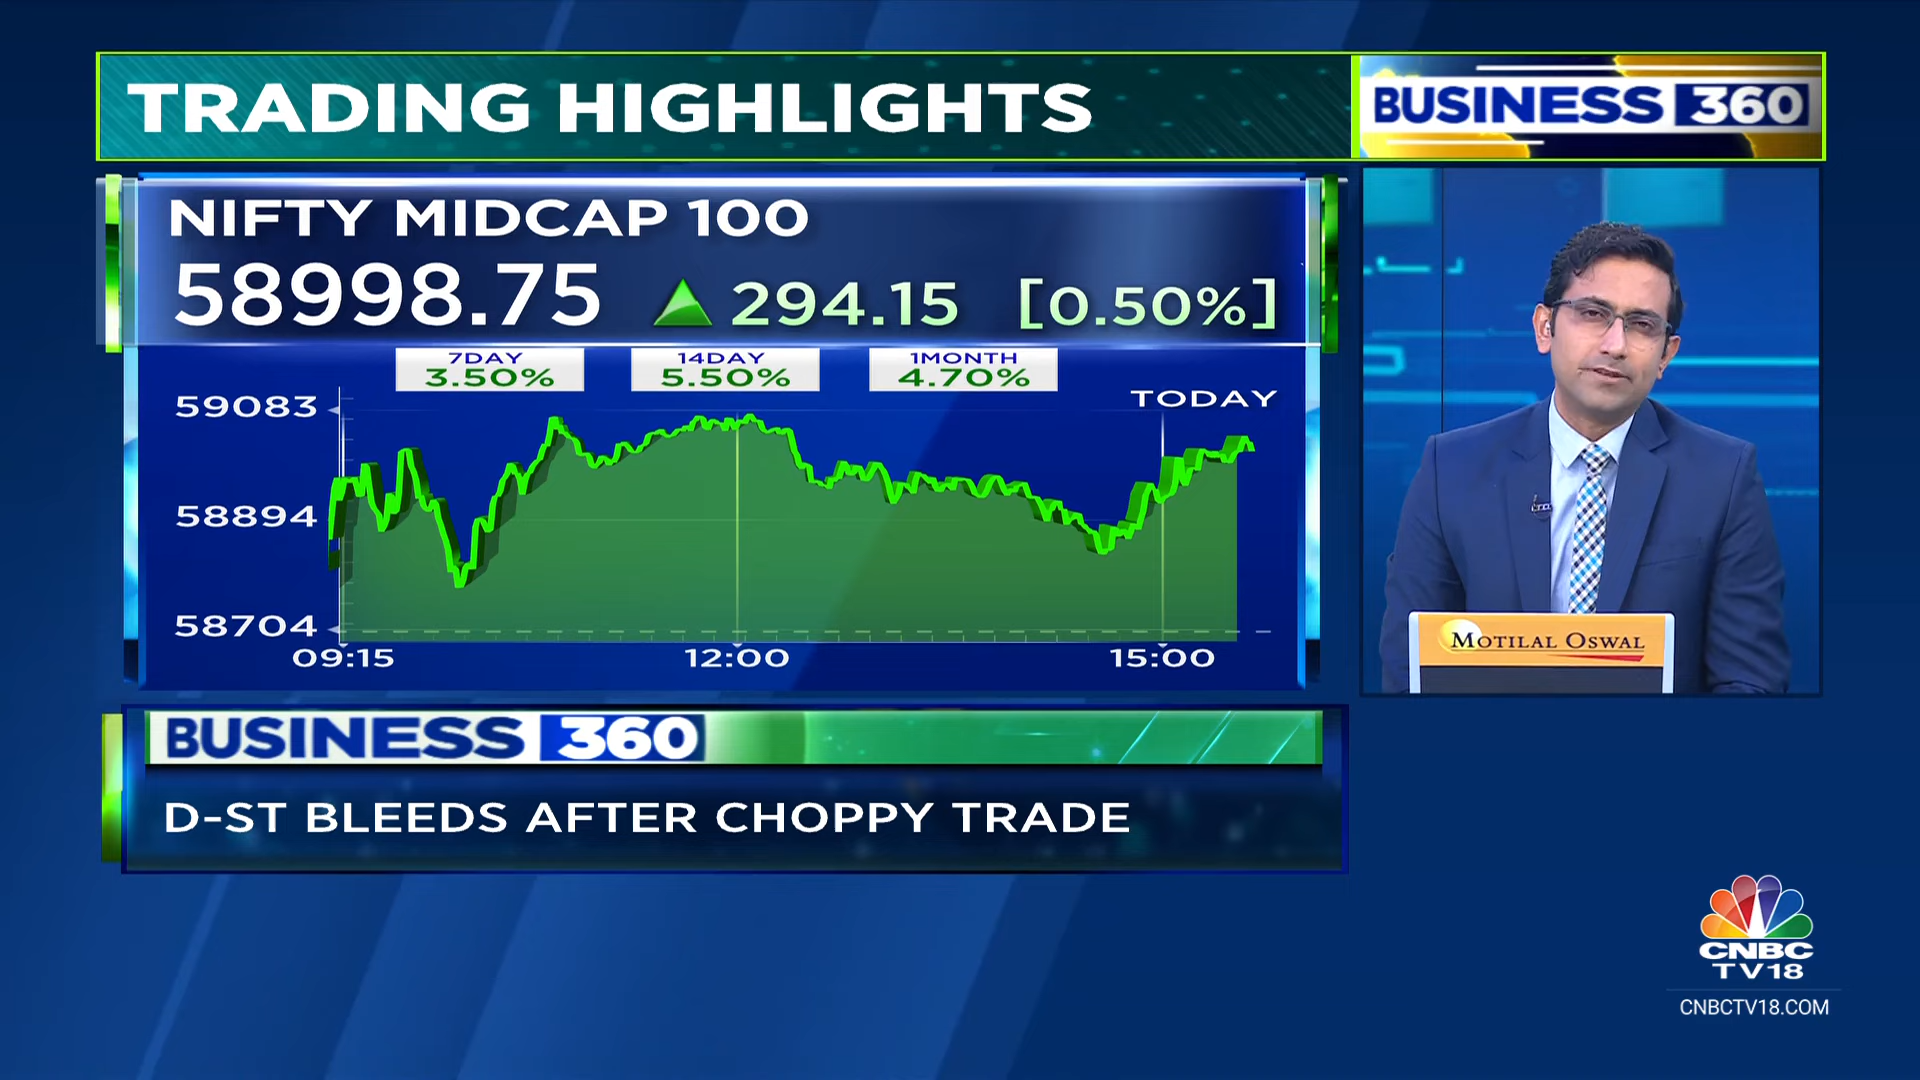 TRADING HIGHLIGHTS
BUSINESS 360
NIFTY MIDCAP 100
58998.75 ▲ 294.15 [0.50%]
7DAY
3.50%
14DAY
5.50%
1MONTH
4.70%
TODAY
59083
58894
58704
09:15 12:00 15:00
MOTILAL OSWAL
BUSINESS 360
D-ST BLEEDS AFTER CHOPPY TRADE
CNBC
TV18
CNBCTV18.COM